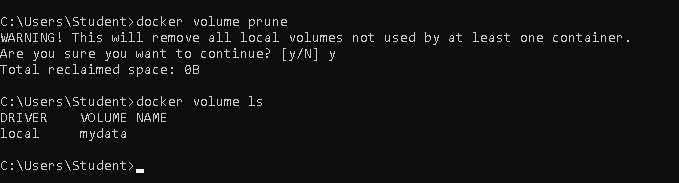 C:\Users\Student>docker volume prune
WARNING! This will remove all local volumes not used by at least one container.
Are you sure you want to continue? [y/N] y
Total reclaimed space: 0B
C:\Users\Student>docker volume ls
DRIVER    VOLUME NAME
local     mydata
C:\Users\Student>